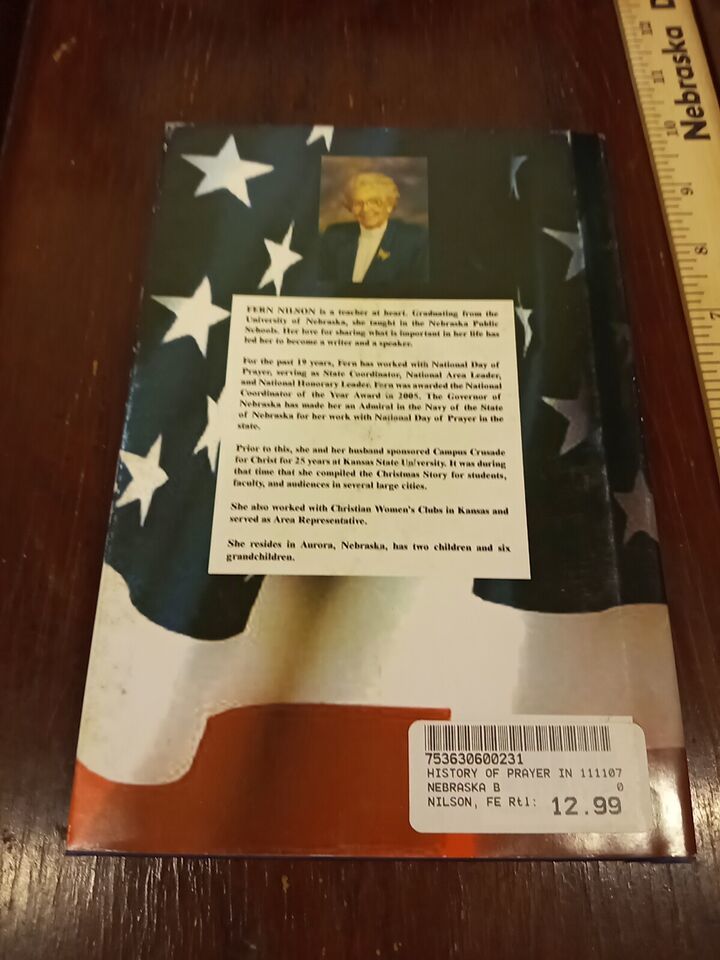 Nebraska D
12
11
10
9
8
7
FERN NILSON is a teacher at heart. Graduating from the
University of Nebraska, she taught in the Nebraska Public
Schools. Her love for sharing what is important in her life has
led her to become a writer and a speaker.
For the past 19 years, Fern has worked with National Day of
Prayer, serving as State Coordinator, National Area Leader,
and National Honorary Leader. Fern was awarded the National
Coordinator of the Year Award in 2005. The Governor of
Nebraska has made her an Admiral in the Navy of the State
of Nebraska for her work with National Day of Prayer in the
state.
Prior to this, she and her husband sponsored Campus Crusade
for Christ for 25 years at Kansas State University. It was during
that time that she compiled the Christmas Story for students,
faculty, and audiences in several large cities.
She also worked with Christian Women's Clubs in Kansas and
served as Area Representative.
She resides in Aurora, Nebraska, has two children and six
grandchildren.
753630600231
HISTORY OF PRAYER IN 111107
NEBRASKA B 0
NILSON, FE Rtl: 12.99